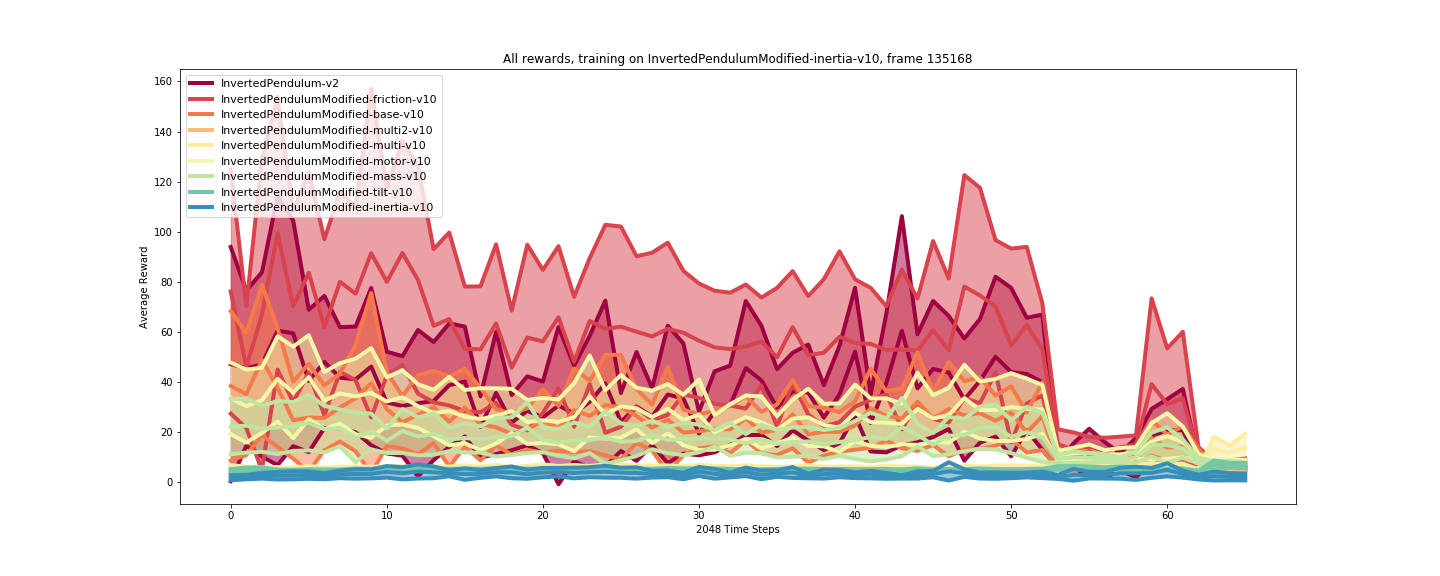 All rewards, training on InvertedPendulumModified-inertia-v10, frame 135168
160
140
120
100
80
60
40
20
0
Average Reward
InvertedPendulum-v2
InvertedPendulumModified-friction-v10
InvertedPendulumModified-base-v10
InvertedPendulumModified-multi2-v10
InvertedPendulumModified-multi-v10
InvertedPendulumModified-motor-v10
InvertedPendulumModified-mass-v10
InvertedPendulumModified-tilt-v10
InvertedPendulumModified-inertia-v10
0 10 20 30 40 50 60
2048 Time Steps